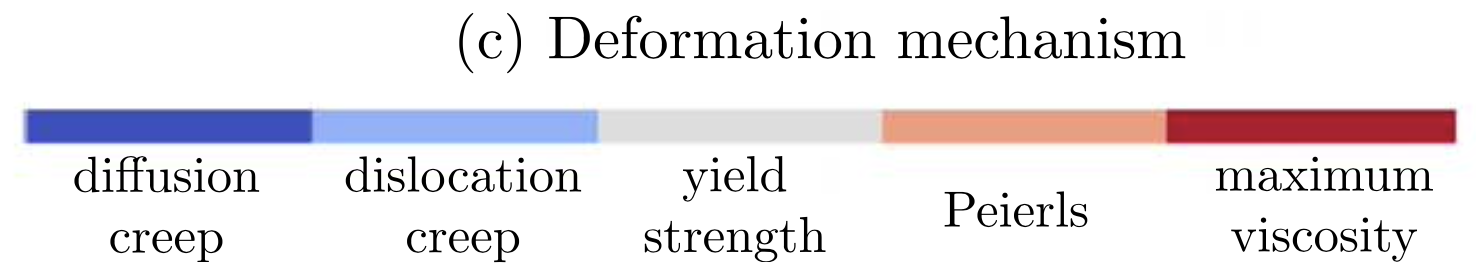 (c) Deformation mechanism
diffusion
creep
dislocation
creep
yield
strength
Peierls
maximum
viscosity